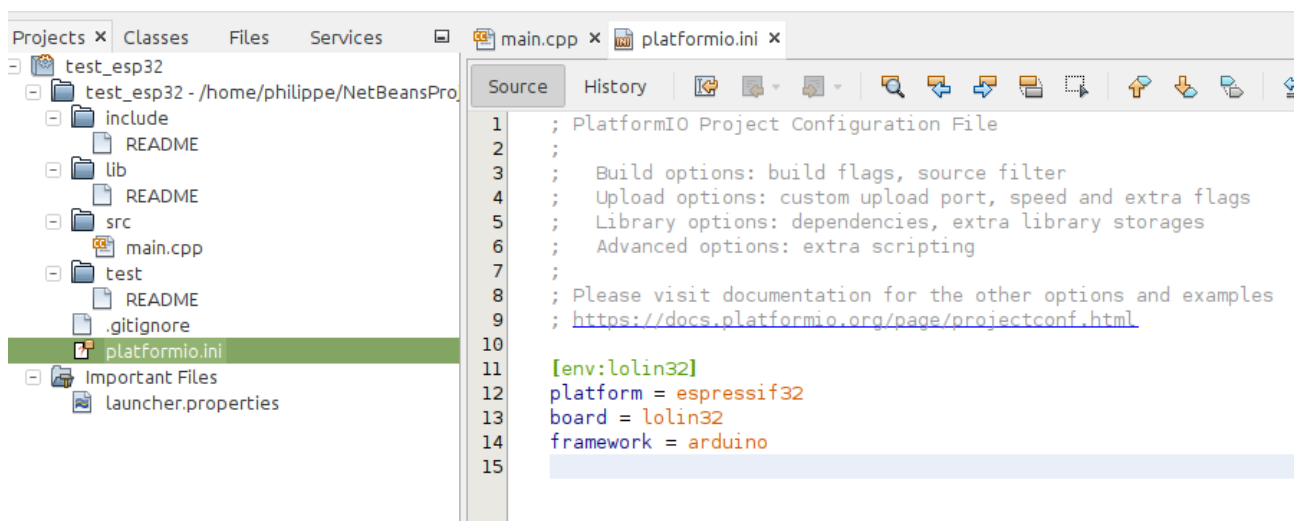 Projects Classes Files Services
test_esp32
test_esp32 - /home/philippe/NetBeansProj
include
README
lib
README
src
main.cpp
test
README
.gitignore
platformio.ini
Important Files
launcher.properties
main.cpp platformio.ini
Source History
1 ; PlatformIO Project Configuration File
2 ;
3 ;   Build options: build flags, source filter
4 ;   Upload options: custom upload port, speed and extra flags
5 ;   Library options: dependencies, extra library storages
6 ;   Advanced options: extra scripting
7 ;
8 ; Please visit documentation for the other options and examples
9 ; https://docs.platformio.org/page/projectconf.html
10
11 [env:lolin32]
12 platform = espressif32
13 board = lolin32
14 framework = arduino
15